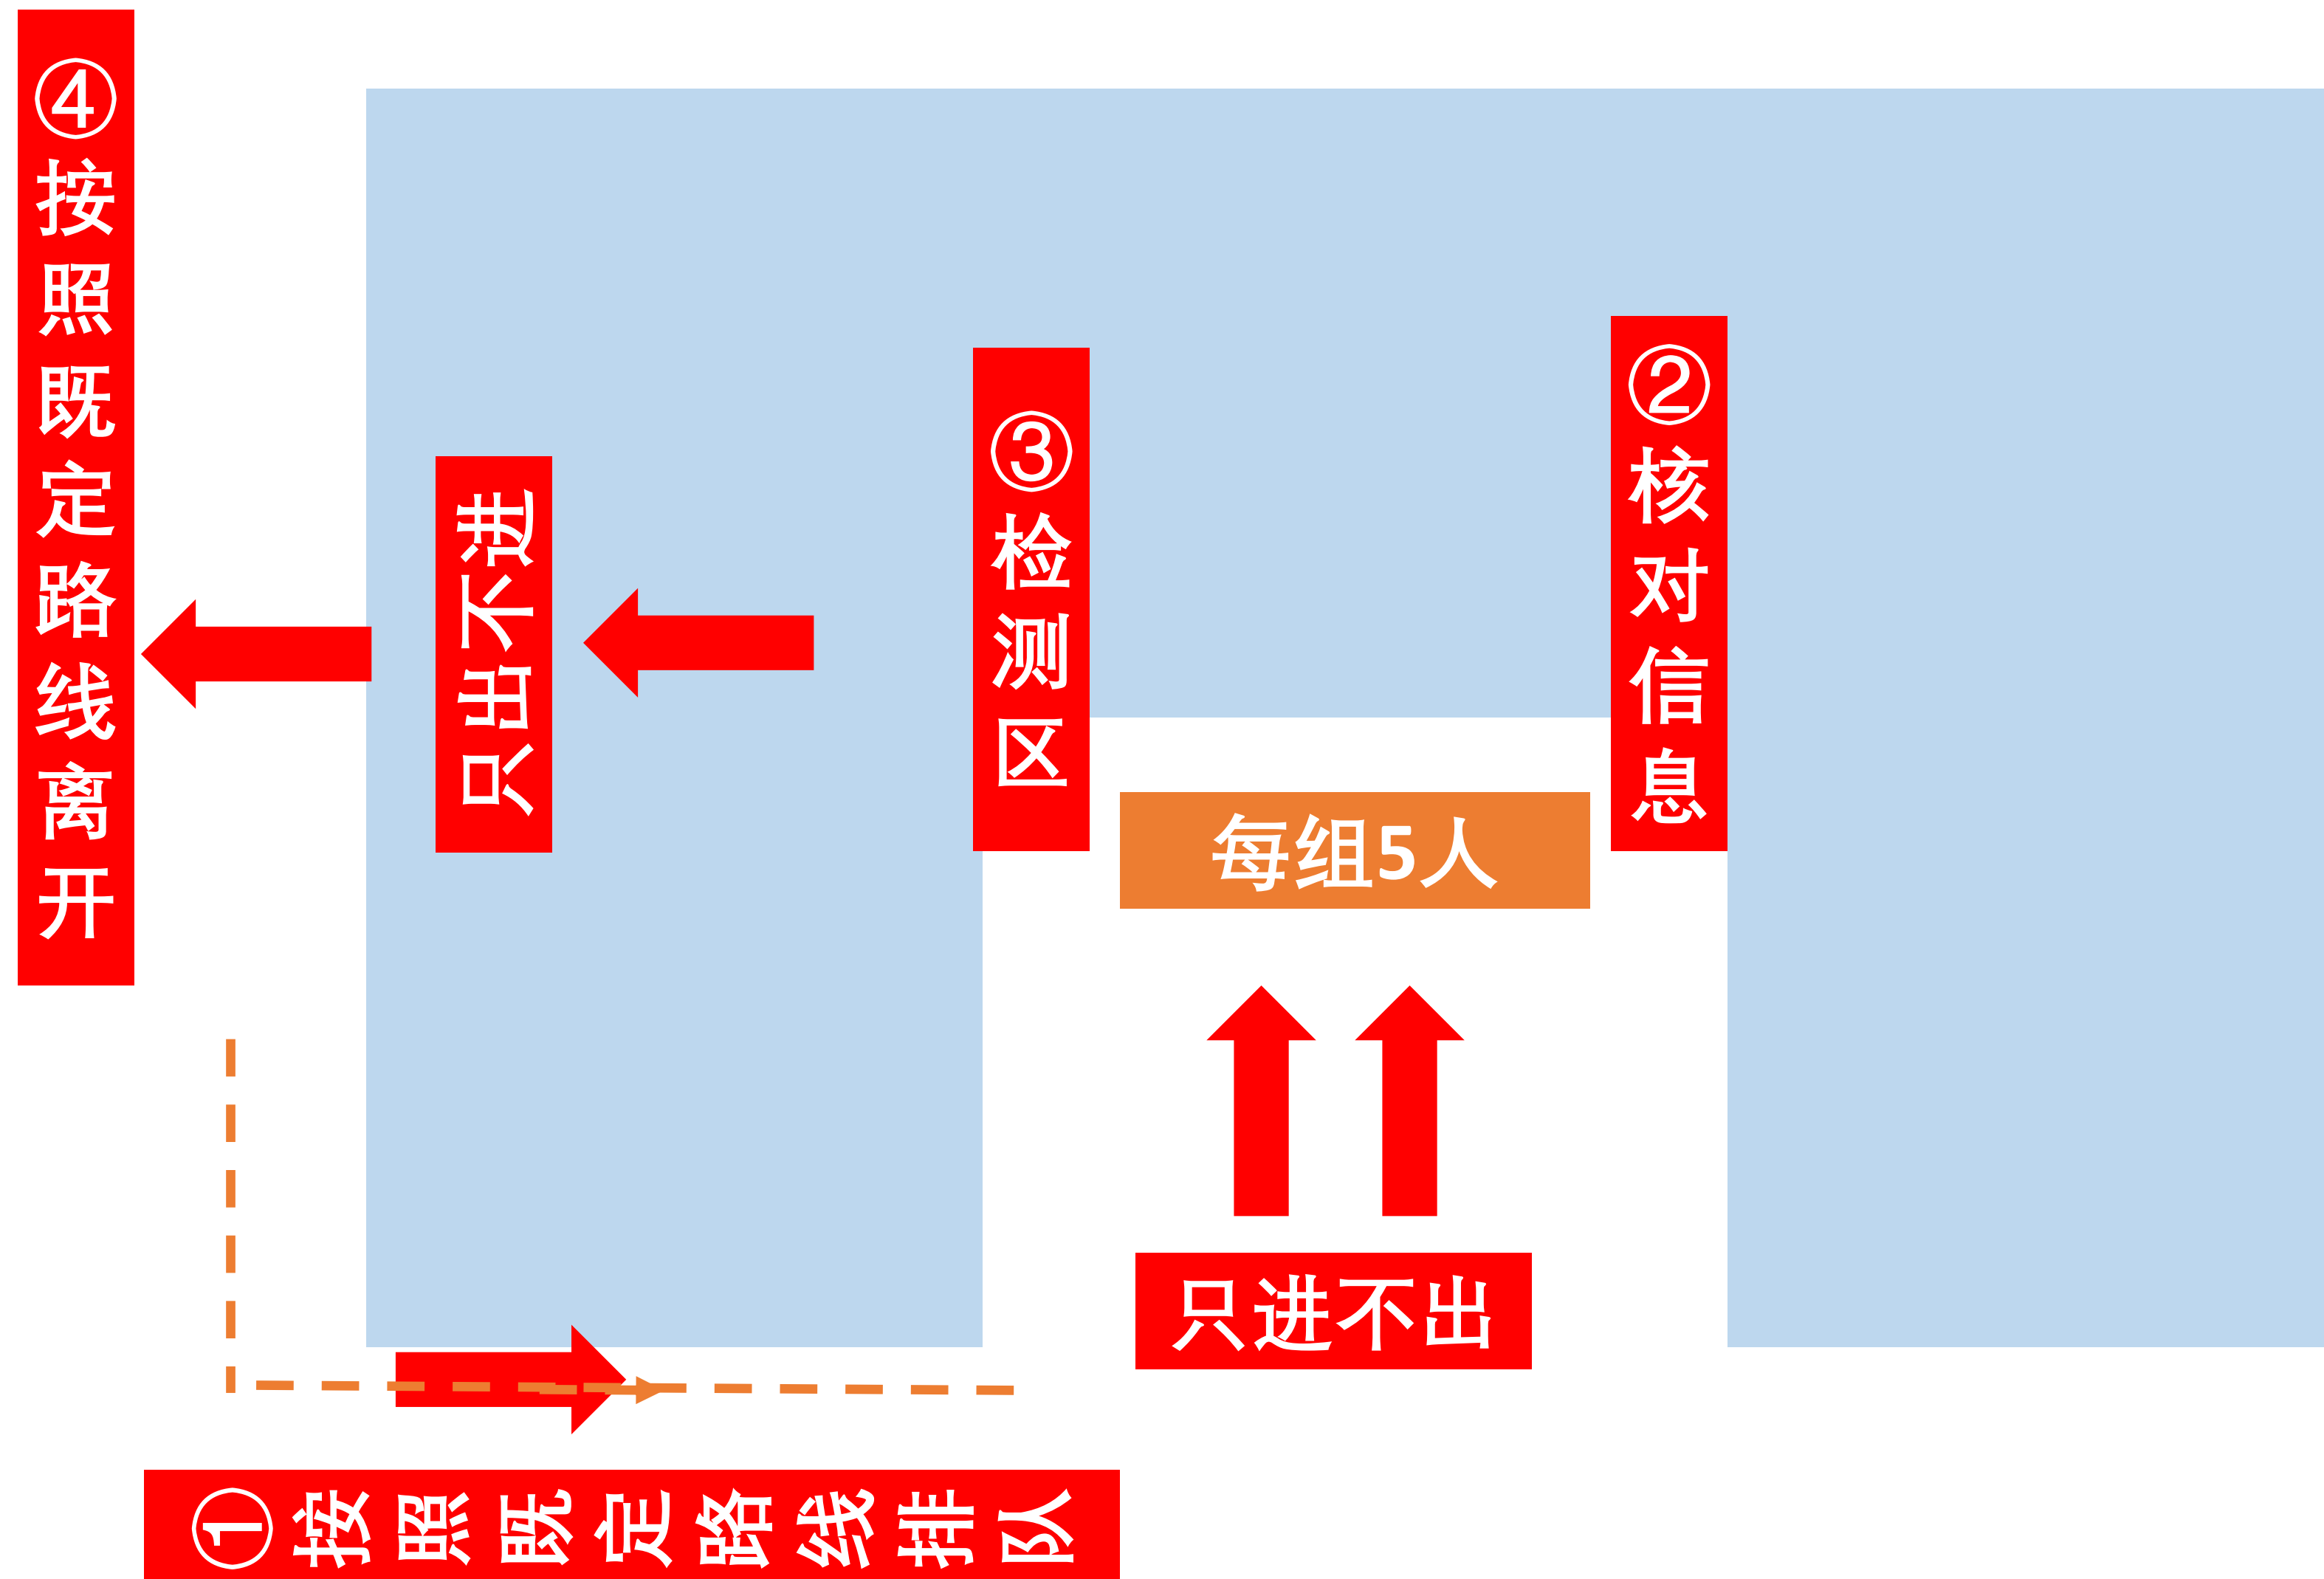 ④按照既定路线离开
只出不进
③检测区
②核对信息
每组5人
只进不出
①按照既定路线排队